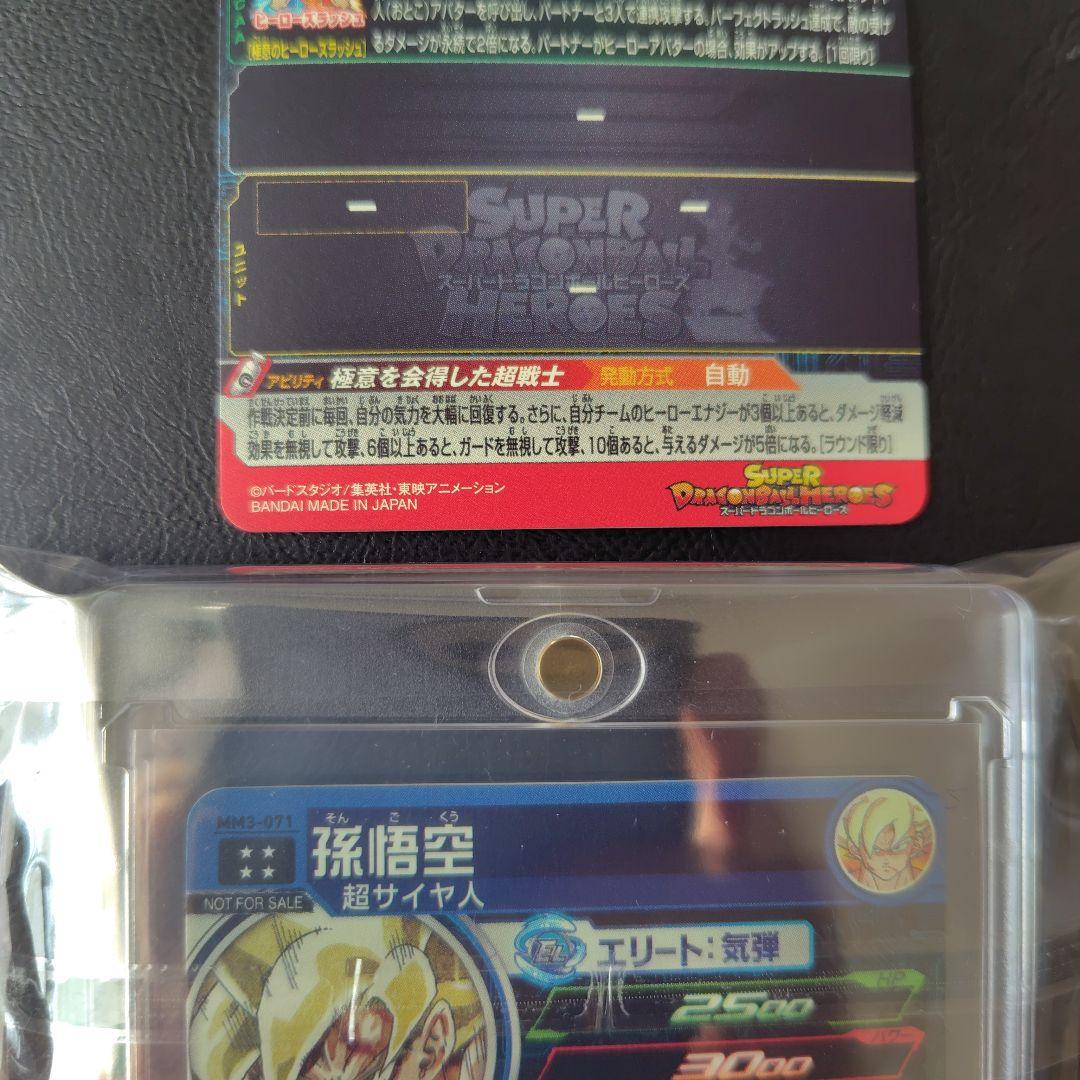 ヒーローズラッシュ
[極意のヒーローズラッシュ]
人(おとこ)アバターを呼び出し、パートナーと3人で連携攻撃する。パーフェクトラッシュ達成で、敵の受け
るダメージが永続で2倍になる。パートナーがヒーローアバターの場合、効果がアップする。[1回限り]
ユニット
SUPER
DRAGONBALL
スーパードラゴンボールヒーローズ
HEROES
アビリティ 極意を会得した超戦士 発動方式 自動
作戦決定前に毎回、自分の気力を大幅に回復する。さらに、自分チームのヒーローエナジーが3個以上あると、ダメージ軽減
効果を無視して攻撃、6個以上あると、ガードを無視して攻撃、10個あると、与えるダメージが5倍になる。[ラウンド限り]
©バードスタジオ/集英社・東映アニメーション
BANDAI MADE IN JAPAN
SUPER
DRAGONBALL HEROES
スーパードラゴンボールヒーローズ
MM3-071
そん ご くう
孫悟空
超サイヤ人
NOT FOR SALE
EL エリート：気弾
HP
2500
パワー
3000